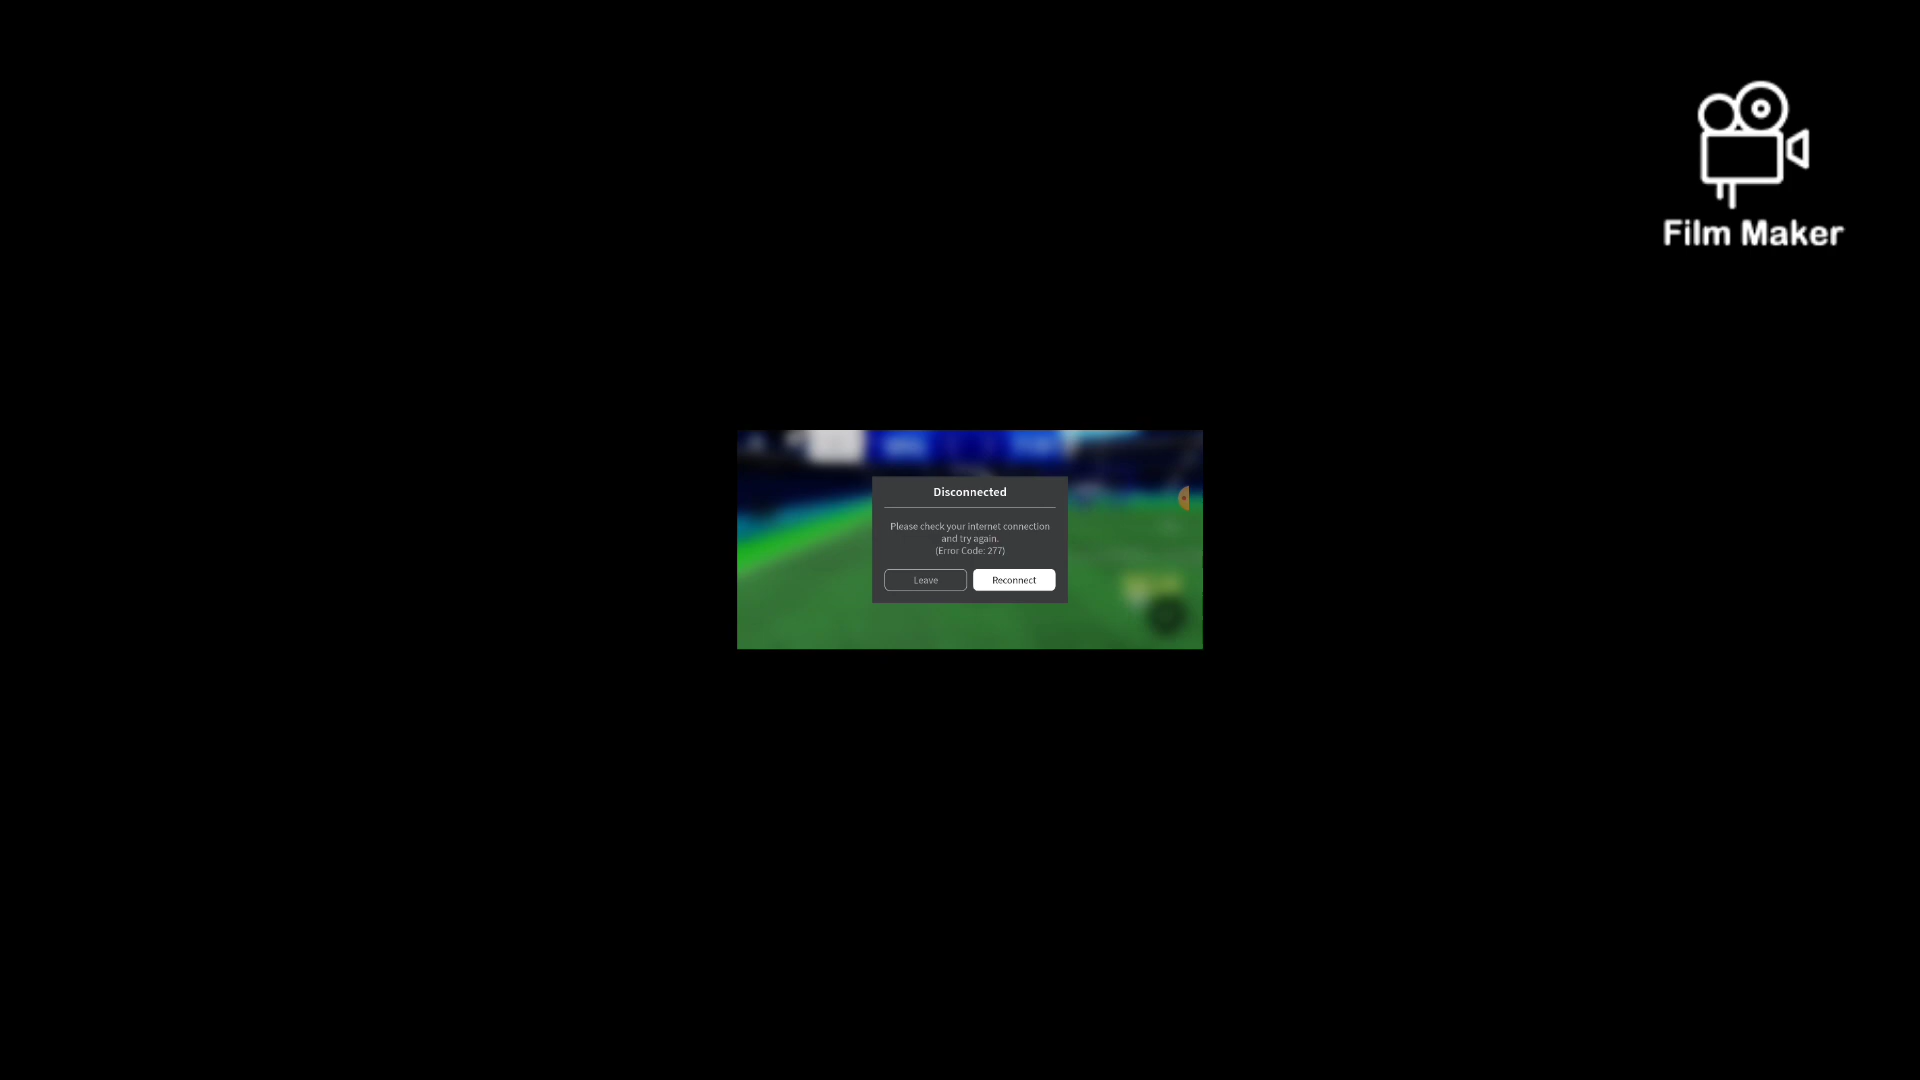 Film Maker
Disconnected
Please check your internet connection
and try again.
(Error Code: 277)
Leave
Reconnect